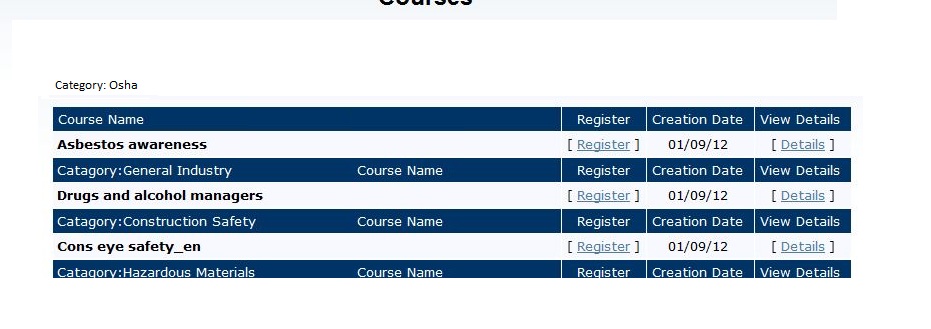 Courses
Category: Osha
Course Name Register Creation Date View Details
Asbestos awareness [ Register ] 01/09/12 [ Details ]
Catagory:General Industry Course Name Register Creation Date View Details
Drugs and alcohol managers [ Register ] 01/09/12 [ Details ]
Catagory:Construction Safety Course Name Register Creation Date View Details
Cons eye safety_en [ Register ] 01/09/12 [ Details ]
Catagory:Hazardous Materials Course Name Register Creation Date View Details